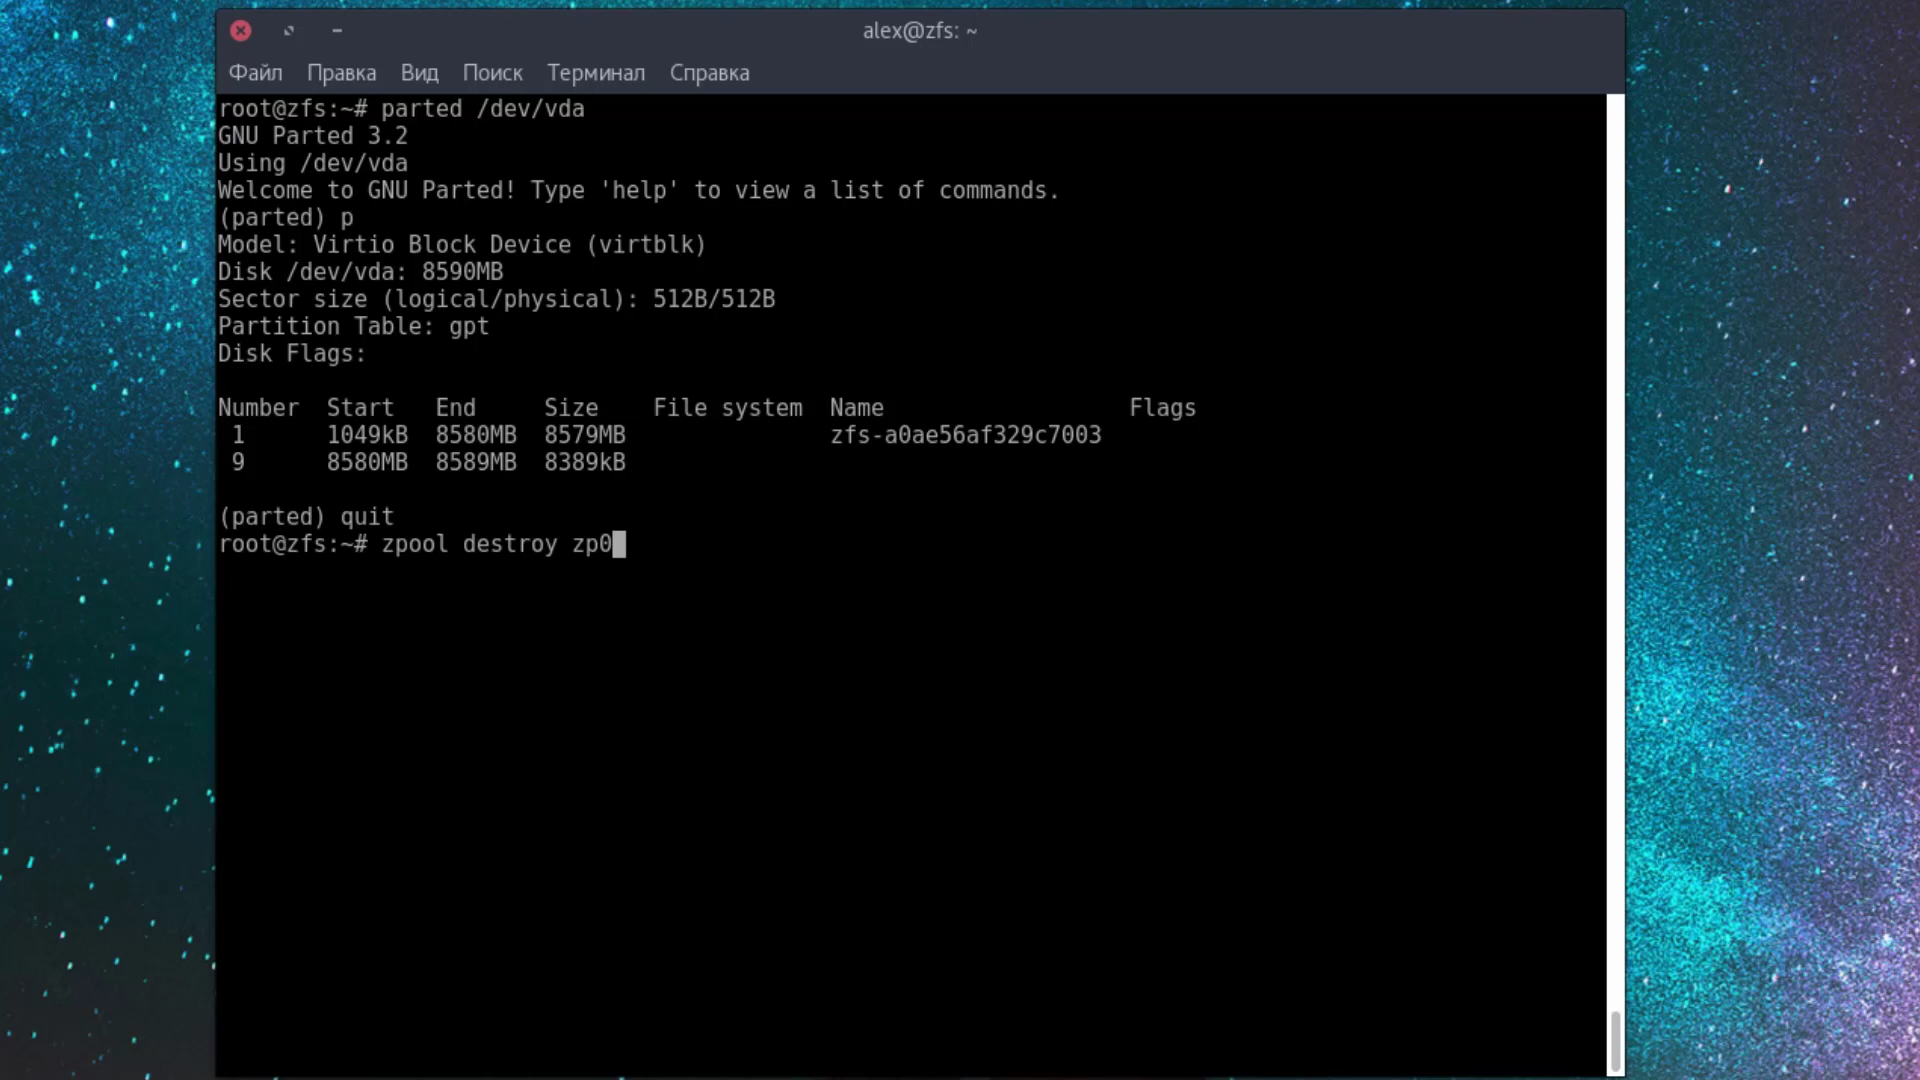 alex@zfs: ~
Файл Правка Вид Поиск Терминал Справка
root@zfs:~# parted /dev/vda
GNU Parted 3.2
Using /dev/vda
Welcome to GNU Parted! Type 'help' to view a list of commands.
(parted) p
Model: Virtio Block Device (virtblk)
Disk /dev/vda: 8590MB
Sector size (logical/physical): 512B/512B
Partition Table: gpt
Disk Flags:
Number  Start   End     Size    File system  Name                  Flags
 1      1049kB  8580MB  8579MB               zfs-a0ae56af329c7003
 9      8580MB  8589MB  8389kB
(parted) quit
root@zfs:~# zpool destroy zp0